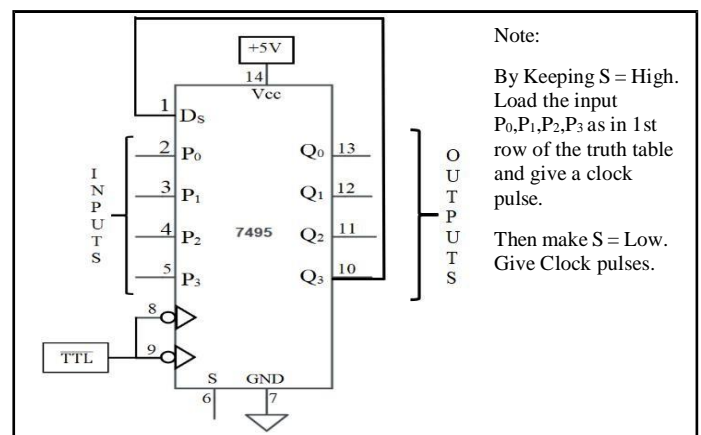 +5V
14
Vcc
1 DS
2 P0
3 P1
4 P2
5 P3
INPUTS
7495
Q0 13
Q1 12
Q2 11
Q3 10
OUTPUTS
8
9
TTL
S GND
6 7
Note:
By Keeping S = High.
Load the input
P0,P1,P2,P3 as in 1st
row of the truth table
and give a clock
pulse.
Then make S = Low.
Give Clock pulses.